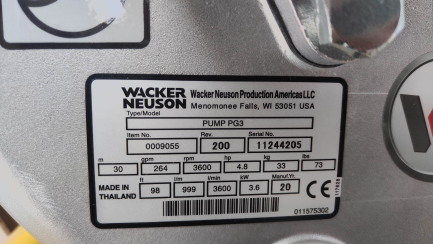 WACKER NEUSON Wacker Neuson Production Americas LLC
Menomonee Falls, WI 53051 USA
Type/Model
PUMP PG3
Item No. Rev. Serial No.
0009055 200 11244205
m gpm rpm hp kg lbs
30 264 3600 4.8 33 73
ft l/m l/min kW Manuf.Yr.
MADE IN THAILAND 98 999 3600 3.6 20 CE
011575302